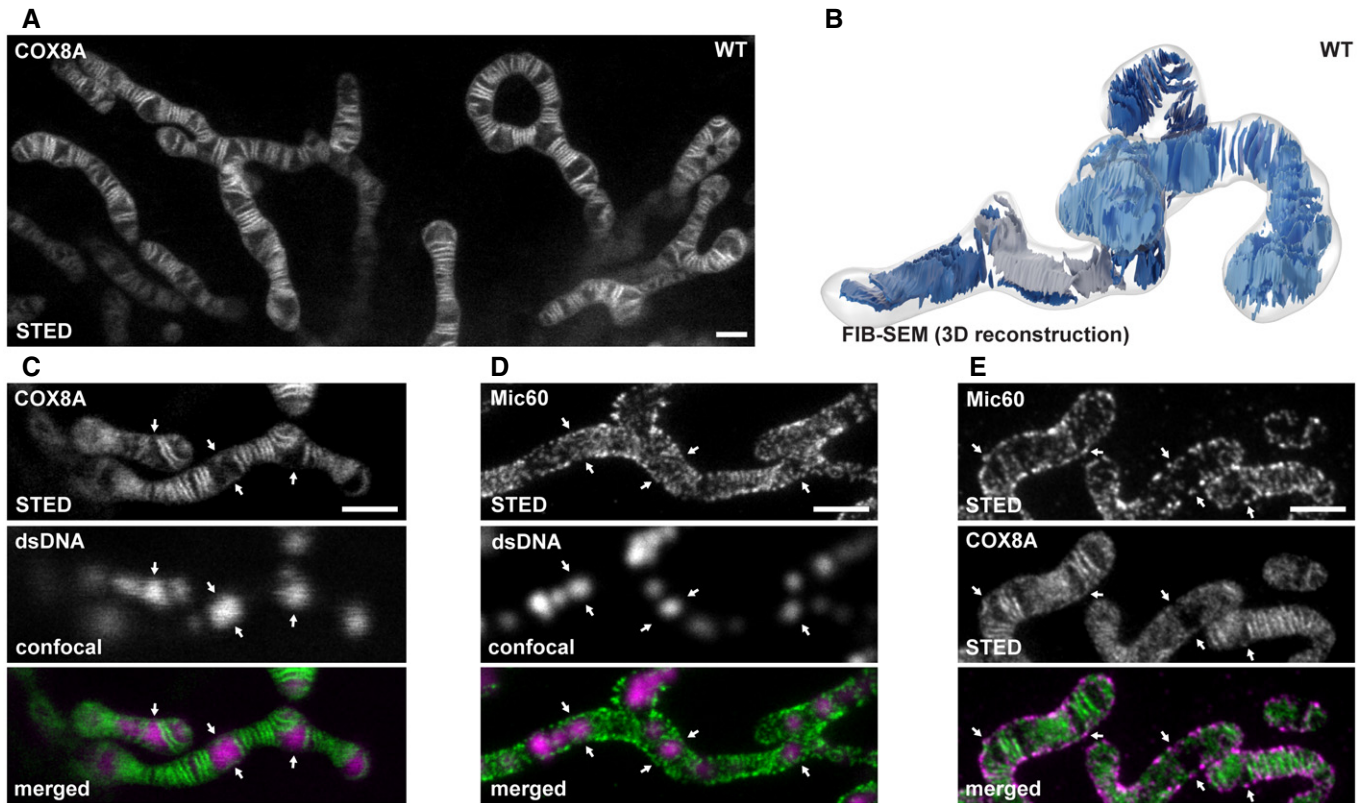 A
COX8A
WT
STED
B
WT
FIB-SEM (3D reconstruction)
C
COX8A
STED
dsDNA
confocal
merged
D
Mic60
STED
dsDNA
confocal
merged
E
Mic60
STED
COX8A
STED
merged